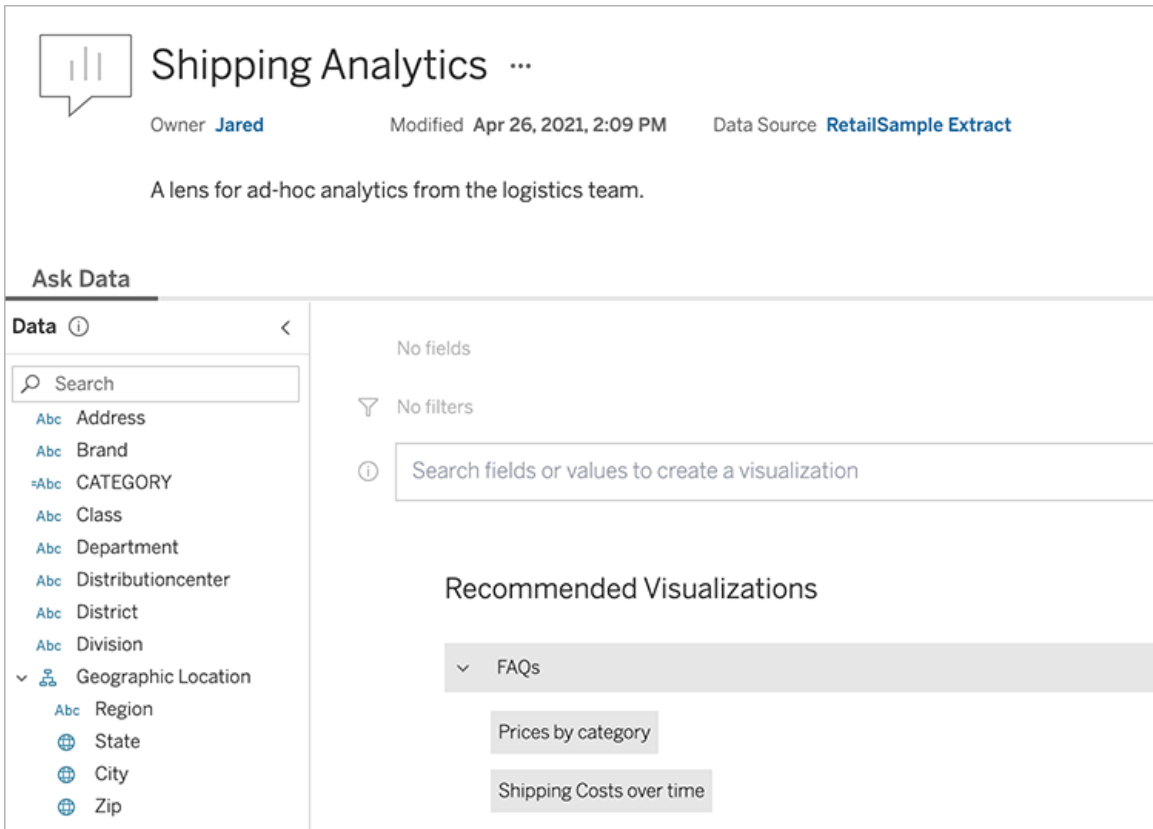 Shipping Analytics ...
Owner Jared Modified Apr 26, 2021, 2:09 PM Data Source RetailSample Extract
A lens for ad-hoc analytics from the logistics team.
Ask Data
Data
Search
Abc Address
Abc Brand
=Abc CATEGORY
Abc Class
Abc Department
Abc Distributioncenter
Abc District
Abc Division
Geographic Location
Abc Region
State
City
Zip
No fields
No filters
Search fields or values to create a visualization
Recommended Visualizations
FAQs
Prices by category
Shipping Costs over time